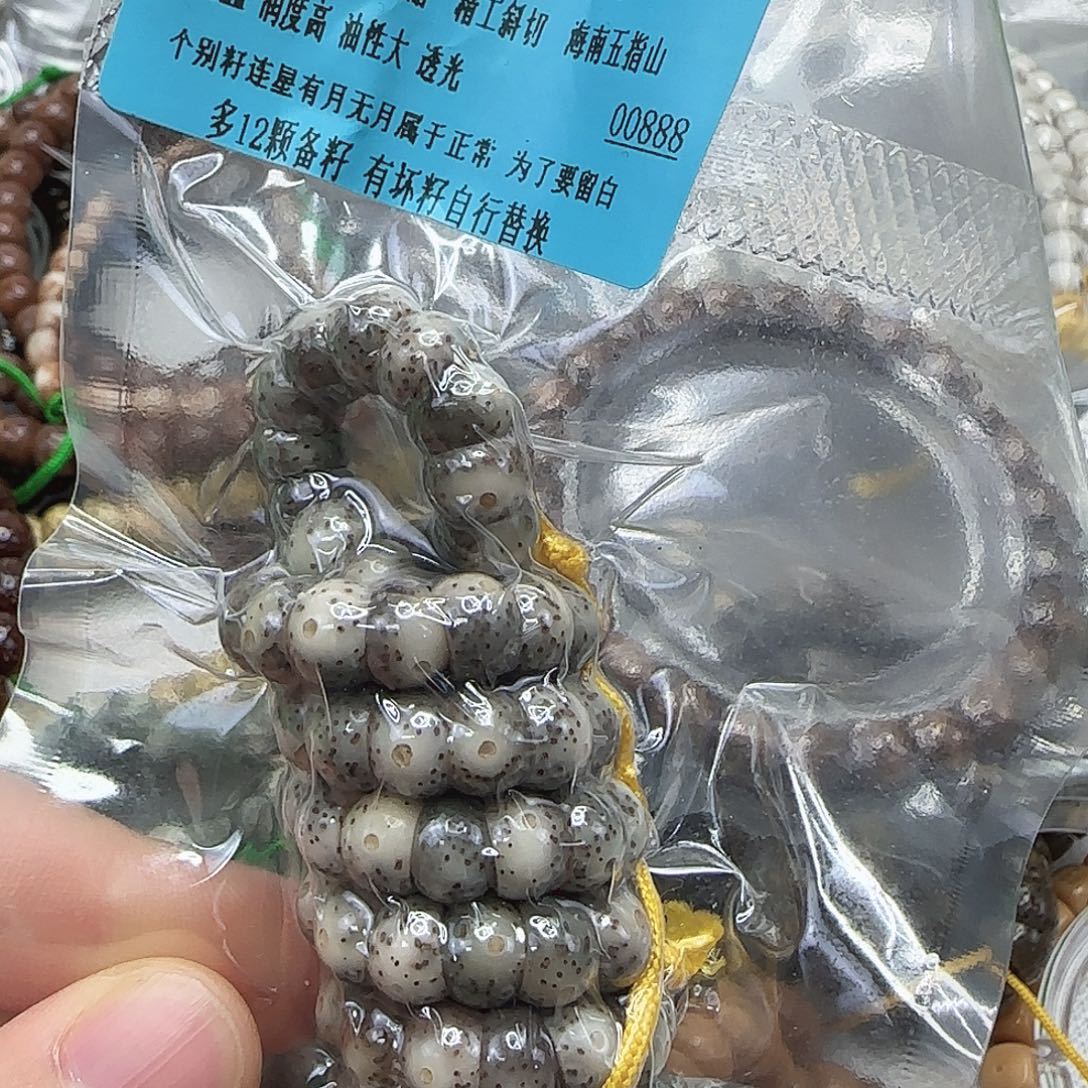 精工斜切 海南五指山
润度高 油性大 透光
个别籽连星有月无月属于正常 为了要留白
00888
多12颗备籽 有坏籽自行替换